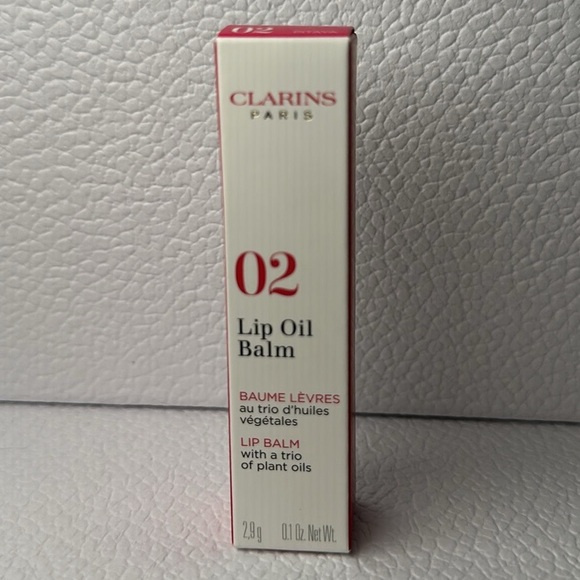 02
CLARINS
PARIS
02
Lip Oil
Balm
BAUME LÈVRES
au trio d'huiles
végétales
LIP BALM
with a trio
of plant oils
2,9 g 0.1 Oz. Net Wt.